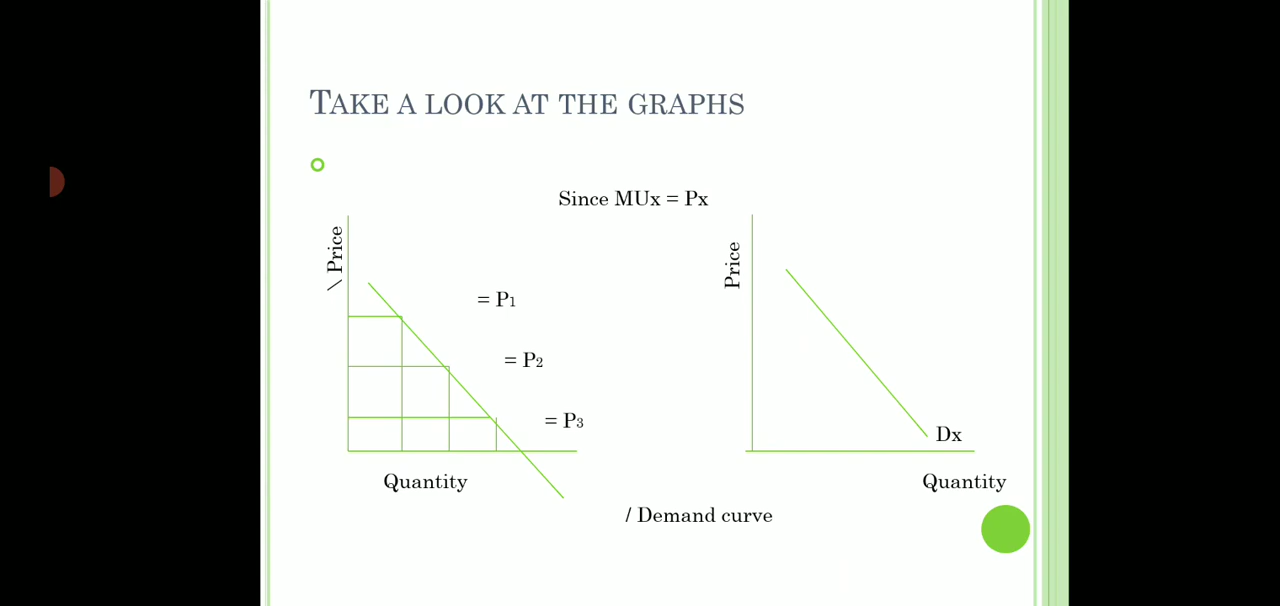 TAKE A LOOK AT THE GRAPHS
Since MUx = Px
\ Price
= P1
= P2
= P3
Quantity
Price
Dx
Quantity
/ Demand curve